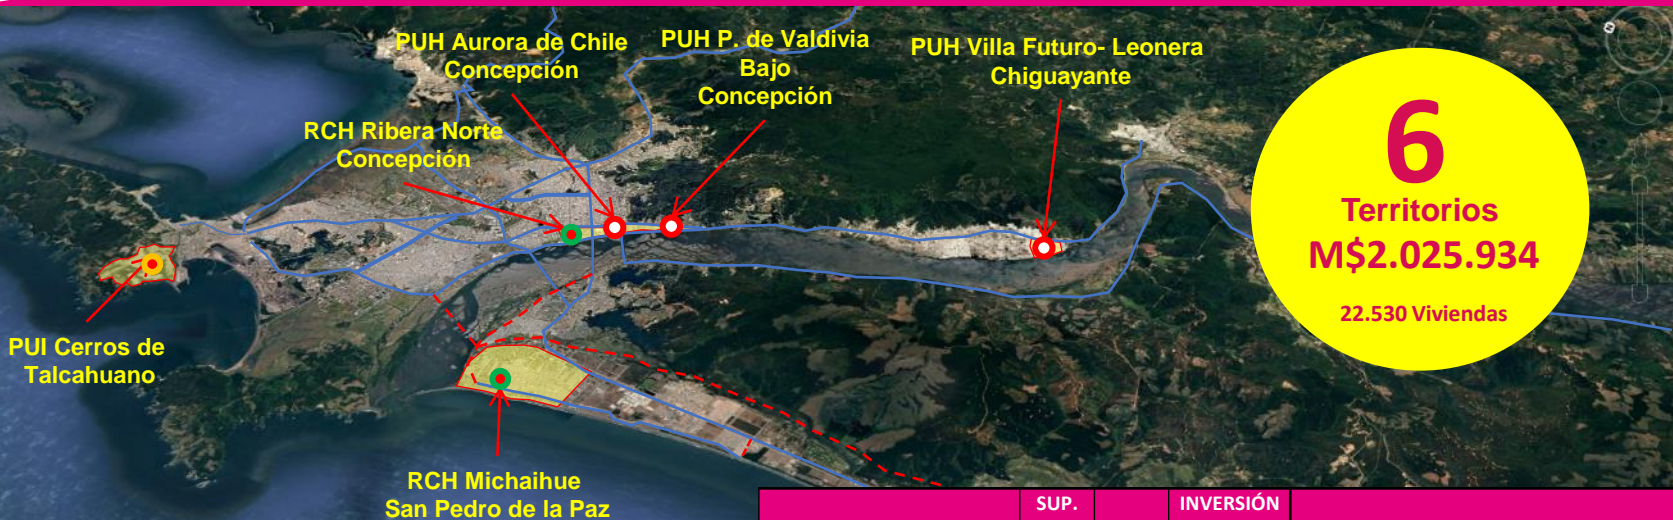 PUH Aurora de Chile
Concepción
PUH P. de Valdivia
Bajo
Concepción
PUH Villa Futuro- Leonera
Chiguayante
RCH Ribera Norte
Concepción
6
Territorios
M$2.025.934
22.530 Viviendas
PUI Cerros de
Talcahuano
RCH Michaihue
San Pedro de la Paz
SUP.
INVERSIÓN